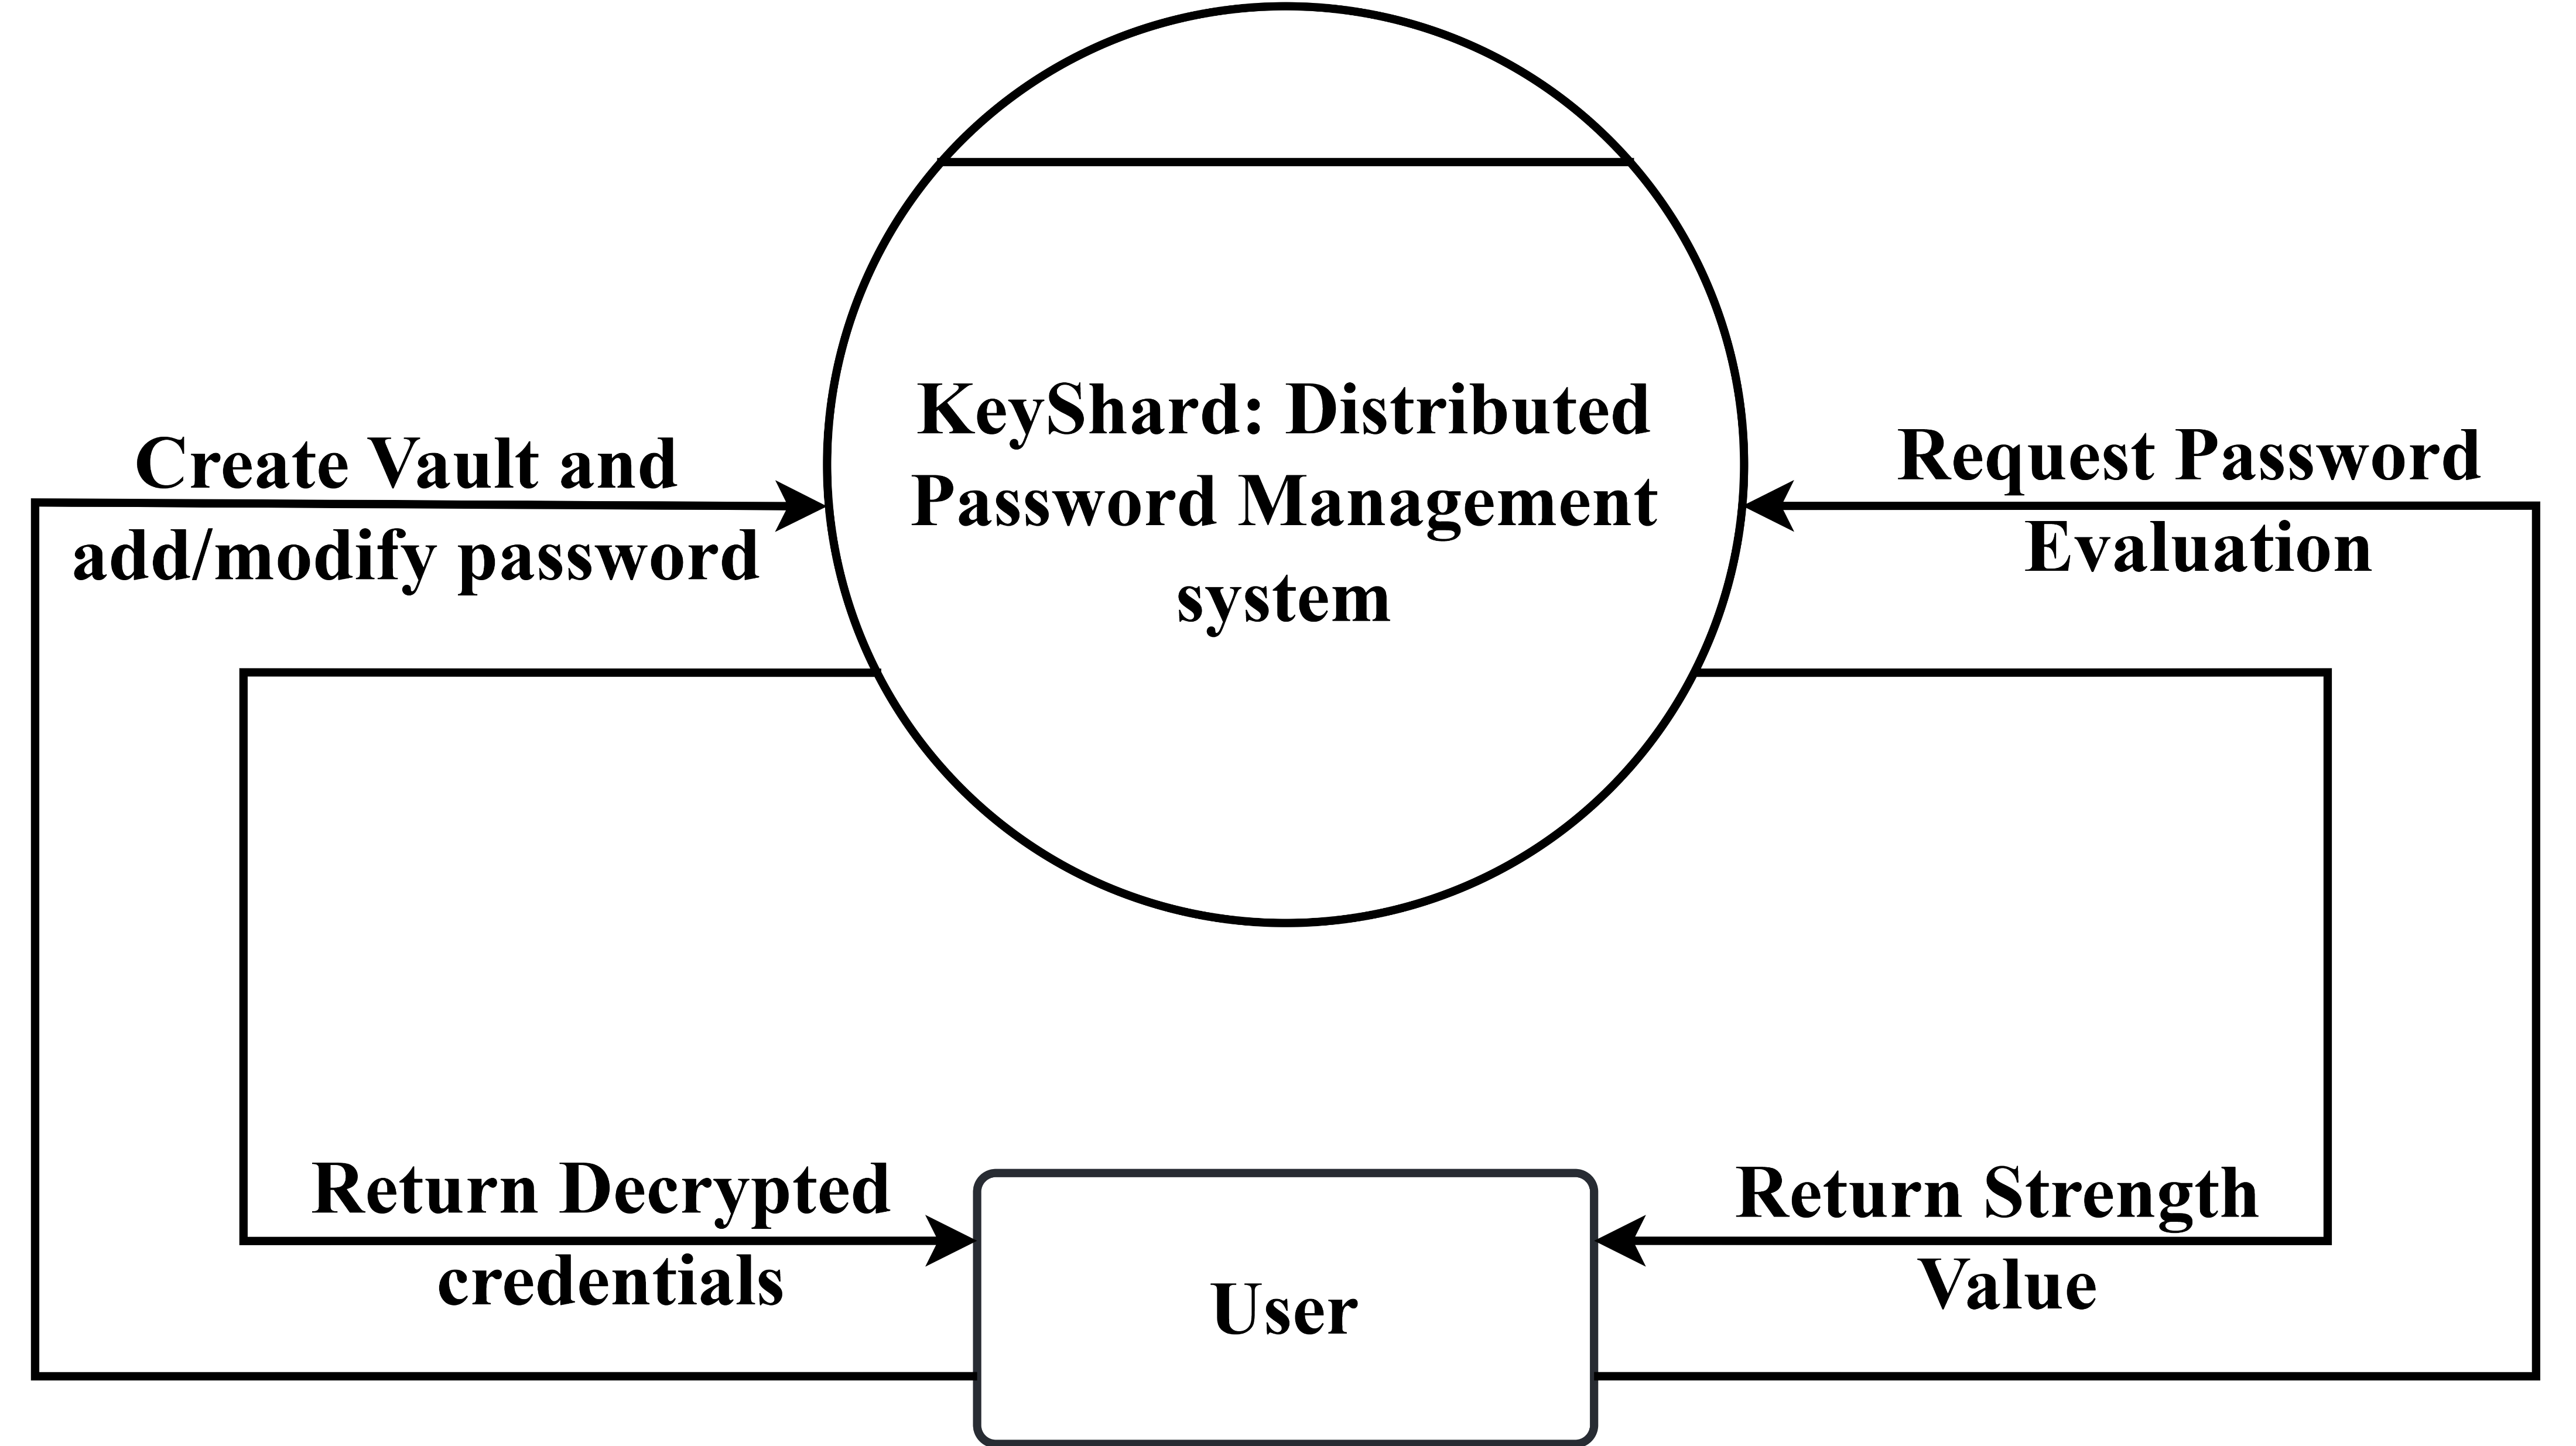 KeyShard: Distributed
Password Management
system
Create Vault and
add/modify password
Request Password
Evaluation
Return Decrypted
credentials
Return Strength
Value
User